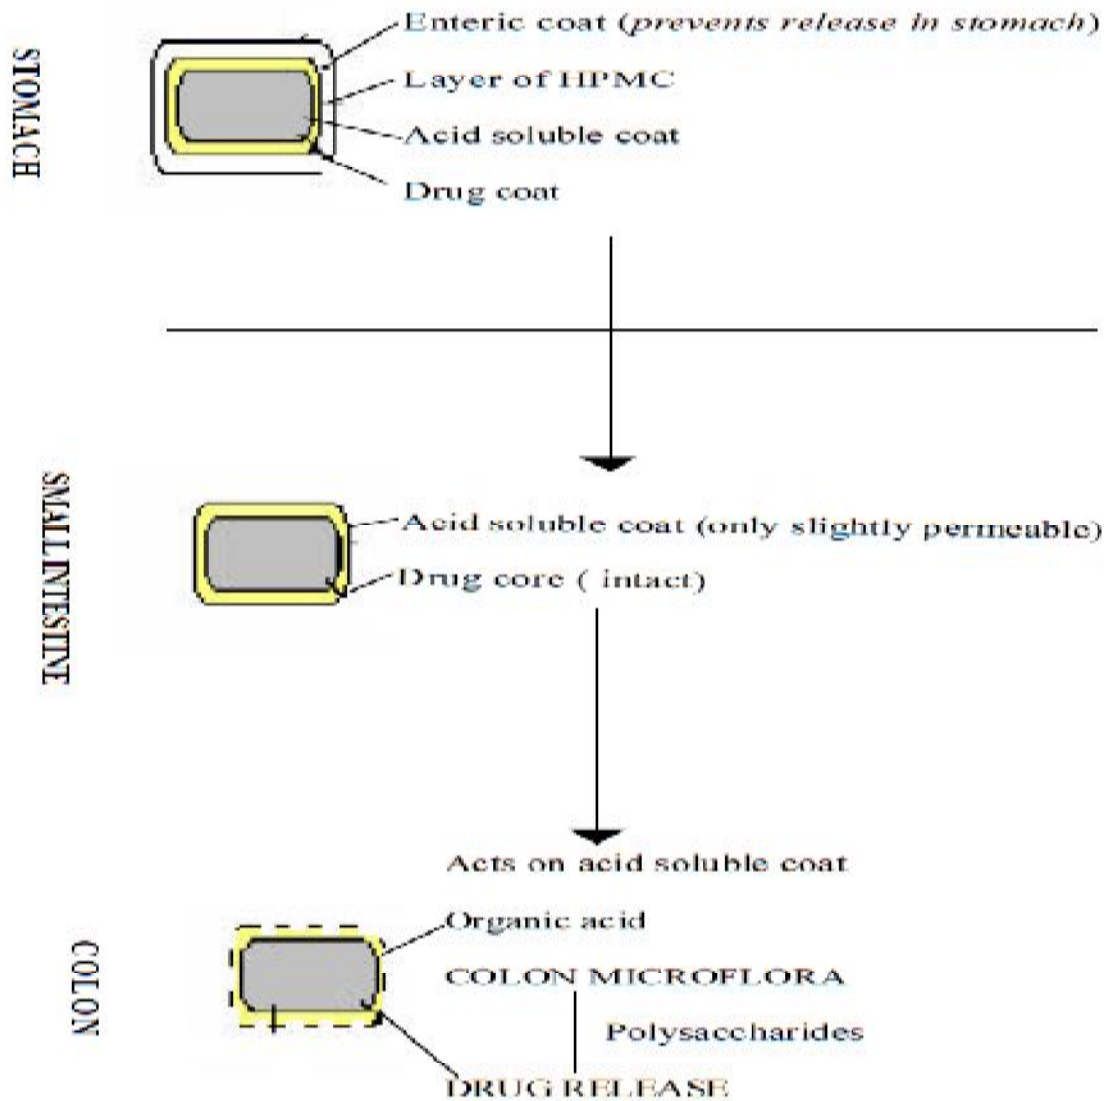 STOMACH
Enteric coat (prevents release in stomach)
Layer of HPMC
Acid soluble coat
Drug coat
SMALL INTESTINE
Acid soluble coat (only slightly permeable)
Drug core ( intact)
COLON
Acts on acid soluble coat
Organic acid
COLON MICROFLORA
Polysaccharides
DRUG RELEASE